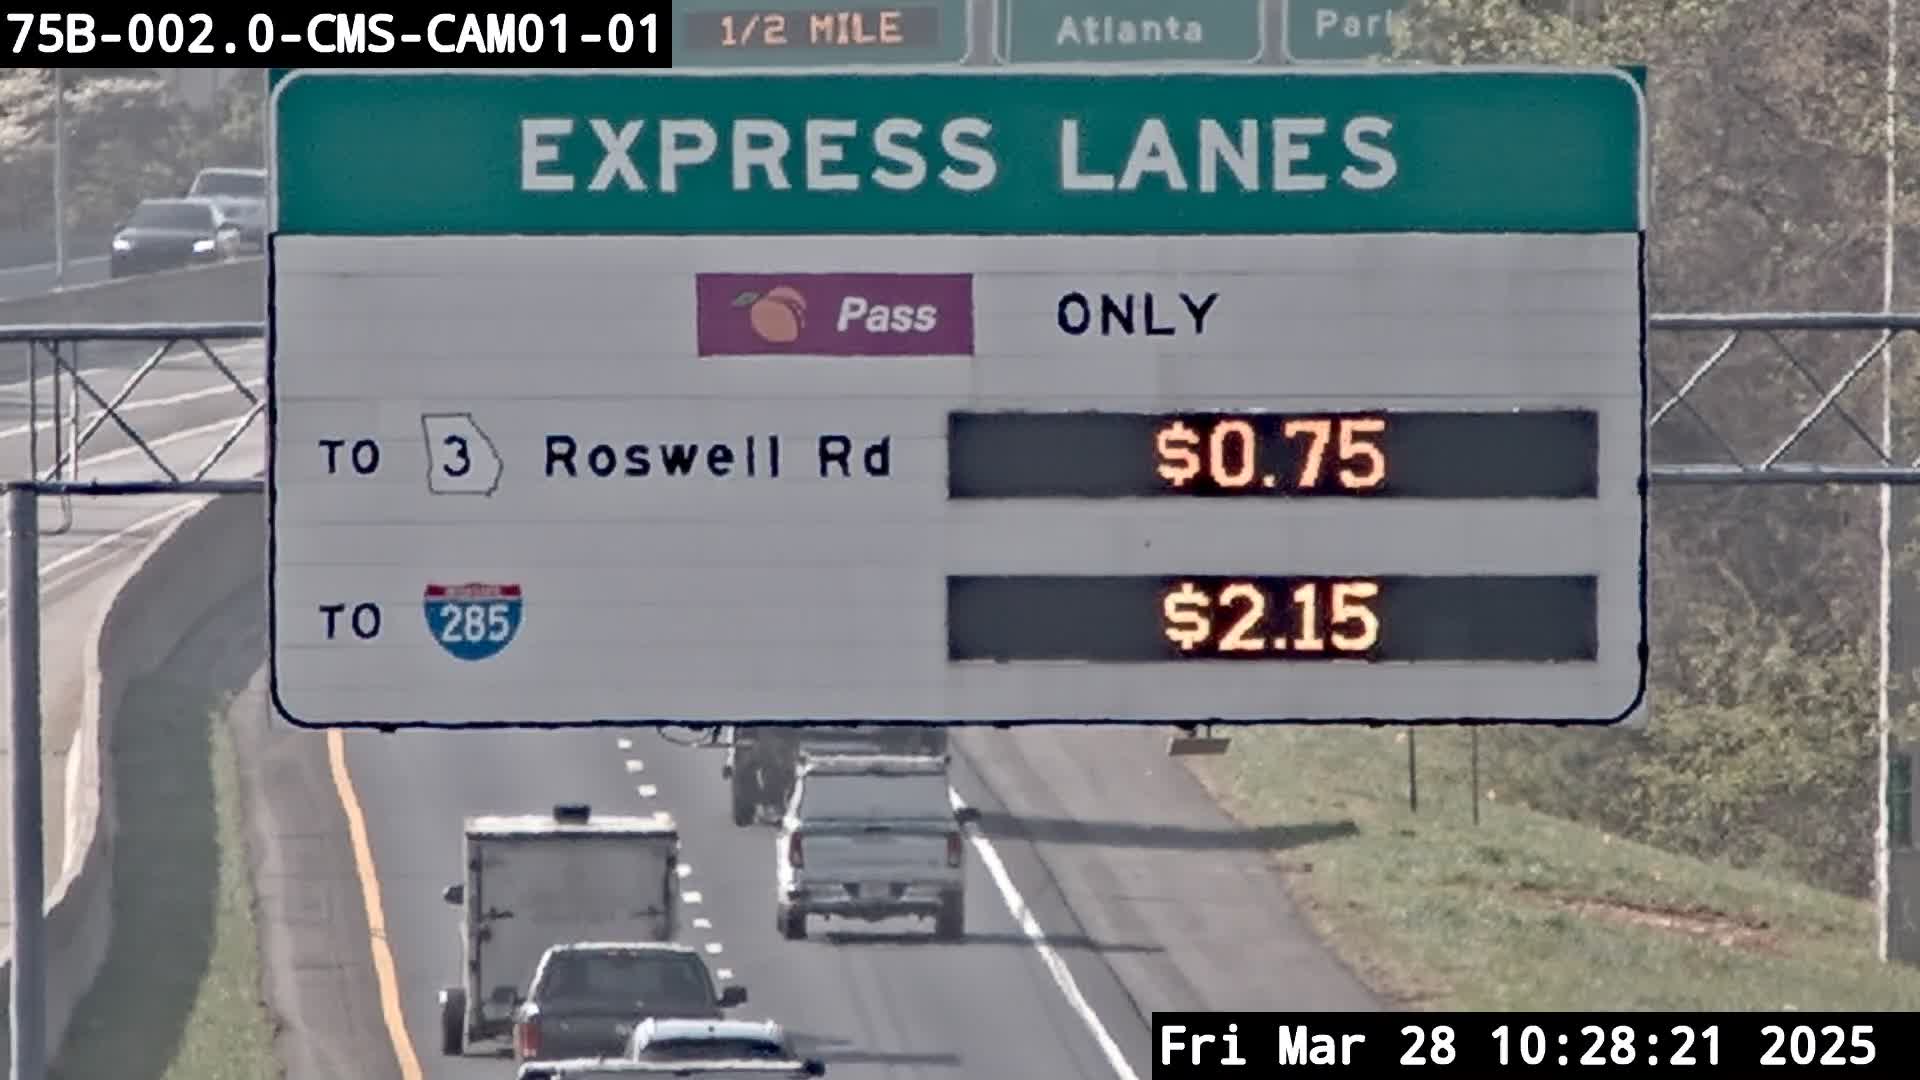 75B-002.0-CMS-CAM01-01
1/2 MILE
Atlanta
EXPRESS LANES
Pass ONLY
TO 3 Roswell Rd $0.75
TO 285 $2.15
Fri Mar 28 10:28:21 2025